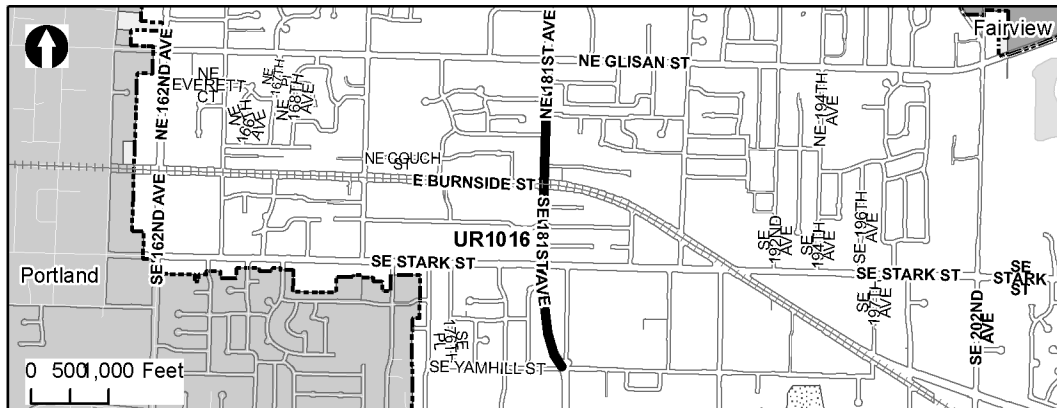 Fairview
NE GLISAN ST
NE 162ND AVE
NE 181ST AVE
NE
EVERETT
CT
NE
167TH
PL
NE
168TH
AVE
NE
166TH
AVE
NE 194TH
AVE
NE COUCH
ST
E BURNSIDE ST
SE 162ND AVE
SE 181ST AVE
UR1016
SE 192ND
AVE
SE
194TH
AVE
SE 196TH
AVE
SE STARK ST
SE STARK ST
SE
STARK
ST
Portland
SE
197TH
AVE
SE 202ND
AVE
SE
176TH
PL
SE YAMHILL ST
0 500 1,000 Feet